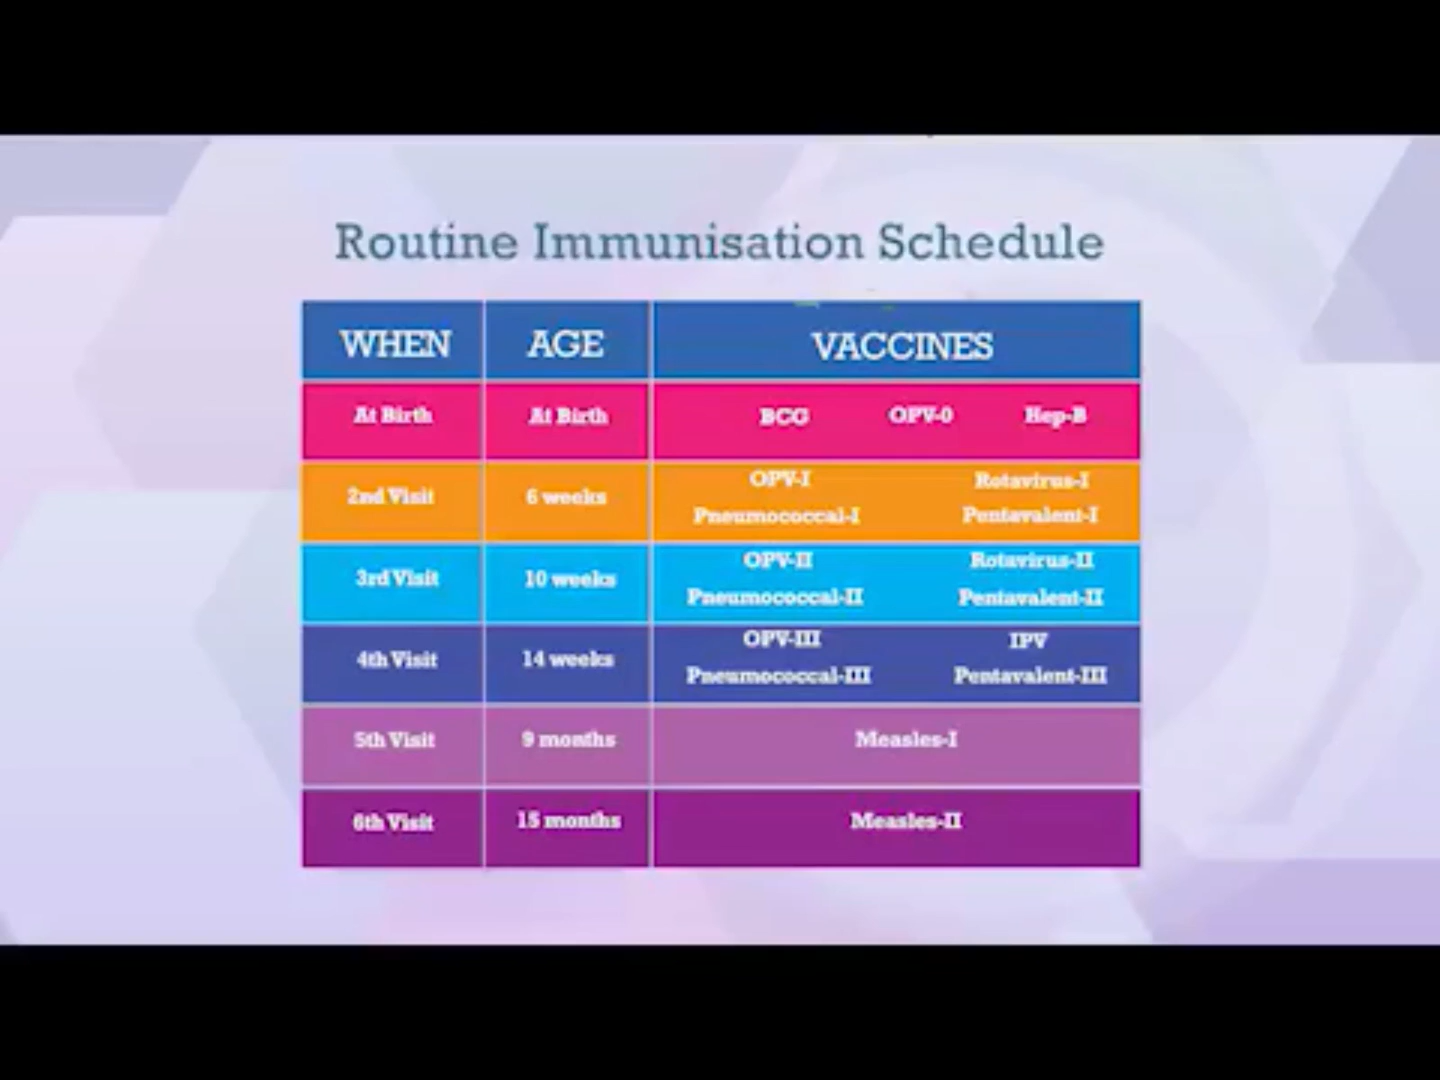 Routine Immunisation Schedule
WHEN AGE VACCINES
At Birth At Birth BCG OPV-0 Hep-B
2nd Visit 6 weeks OPV-I Rotavirus-I
Pneumococcal-I Pentavalent-I
3rd Visit 10 weeks OPV-II Rotavirus-II
Pneumococcal-II Pentavalent-II
4th Visit 14 weeks OPV-III IPV
Pneumococcal-III Pentavalent-III
5th Visit 9 months Measles-I
6th Visit 15 months Measles-II